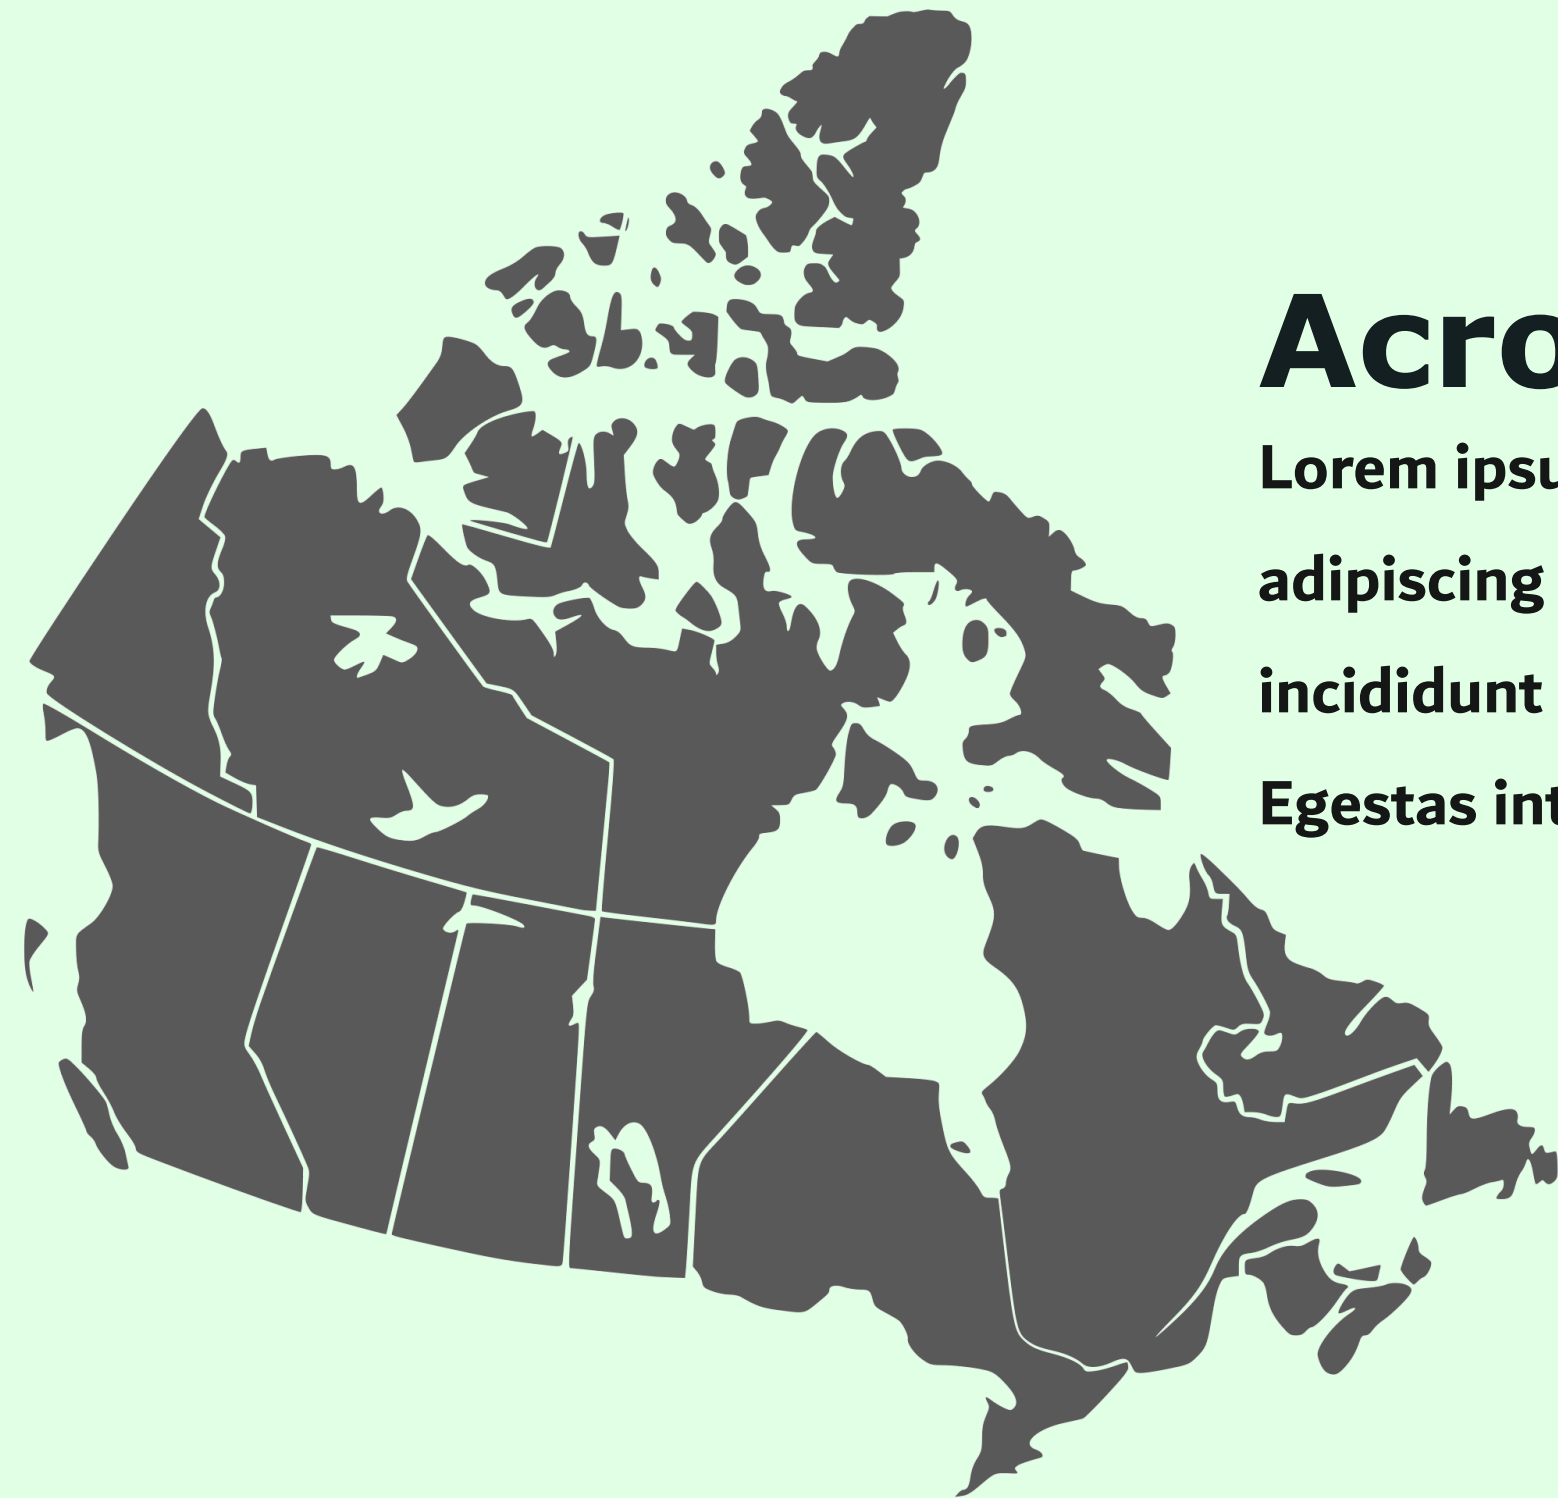 Acro
Lorem ipsu
adipiscing
incididunt
Egestas int